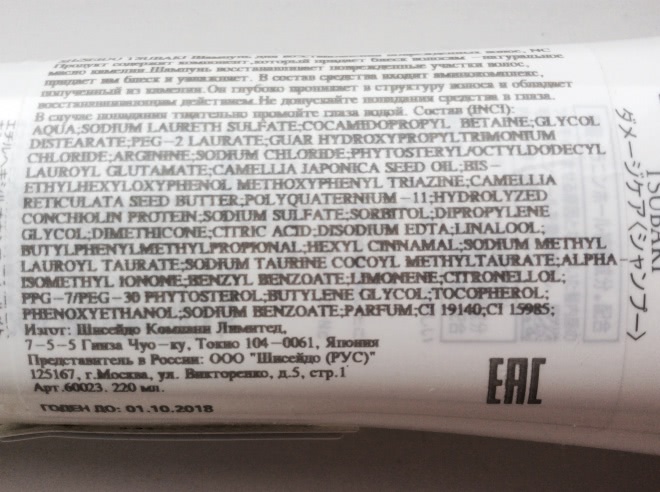 SHISEIDO TSUBAKI Шампунь для восстановления поврежденных волос, NC
Продукт содержит компонент,который придает блеск волосам – натуральное
масло камелии Шампунь восстанавливает поврежденные участки волос,
придает им блеск и увлажняет. В состав средства входит аминокомплекс,
полученный из камелии.Он глубоко проникает в структуру волоса и обладает
восстанавливающим действием.Не допускайте попадания средства в глаза.
В случае попадания тщательно промойте глаза водой. Состав (INCI):
AQUA;SODIUM LAURETH SULFATE;COCAMIDOPROPYL BETAINE;GLYCOL
DISTEARATE;PEG-2 LAURATE;GUAR HYDROXYPROPYLTRIMONIUM
CHLORIDE;ARGININE;SODIUM CHLORIDE;PHYTOSTERYL/OCTYLDODECYL
LAUROYL GLUTAMATE;CAMELLIA JAPONICA SEED OIL;BIS-
ETHYLHEXYLOXYPHENOL METHOXYPHENYL TRIAZINE;CAMELLIA
RETICULATA SEED BUTTER;POLYQUATERNIUM-11;HYDROLYZED
CONCHIOLIN PROTEIN;SODIUM SULFATE;SORBITOL;DIPROPYLENE
GLYCOL;DIMETHICONE;CITRIC ACID;DISODIUM EDTA;LINALOOL;
BUTYLPHENYLMETHYLPROPIONAL;HEXYL CINNAMAL;SODIUM METHYL
LAUROYL TAURATE;SODIUM TAURINE COCOYL METHYLTAURATE;ALPHA-
ISOMETHYL IONONE;BENZYL BENZOATE;LIMONENE;CITRONELLOL;
PPG-7/PEG-30 PHYTOSTEROL;BUTYLENE GLYCOL;TOCOPHEROL;
PHENOXYETHANOL;SODIUM BENZOATE;PARFUM;CI 19140;CI 15985;
Изгот: Шисейдо Компани Лимитед,
7-5-5 Гинза Чуо-ку, Токио 104-0061, Япония
Представитель в России: ООО "Шисейдо (РУС)"
125167, г.Москва, ул. Викторенко, д.5, стр.1
Арт.60023. 220 мл.
ГОДЕН ДО: 01.10.2018
EAC
TSUBAKI
ダメージケア(シャンプー)